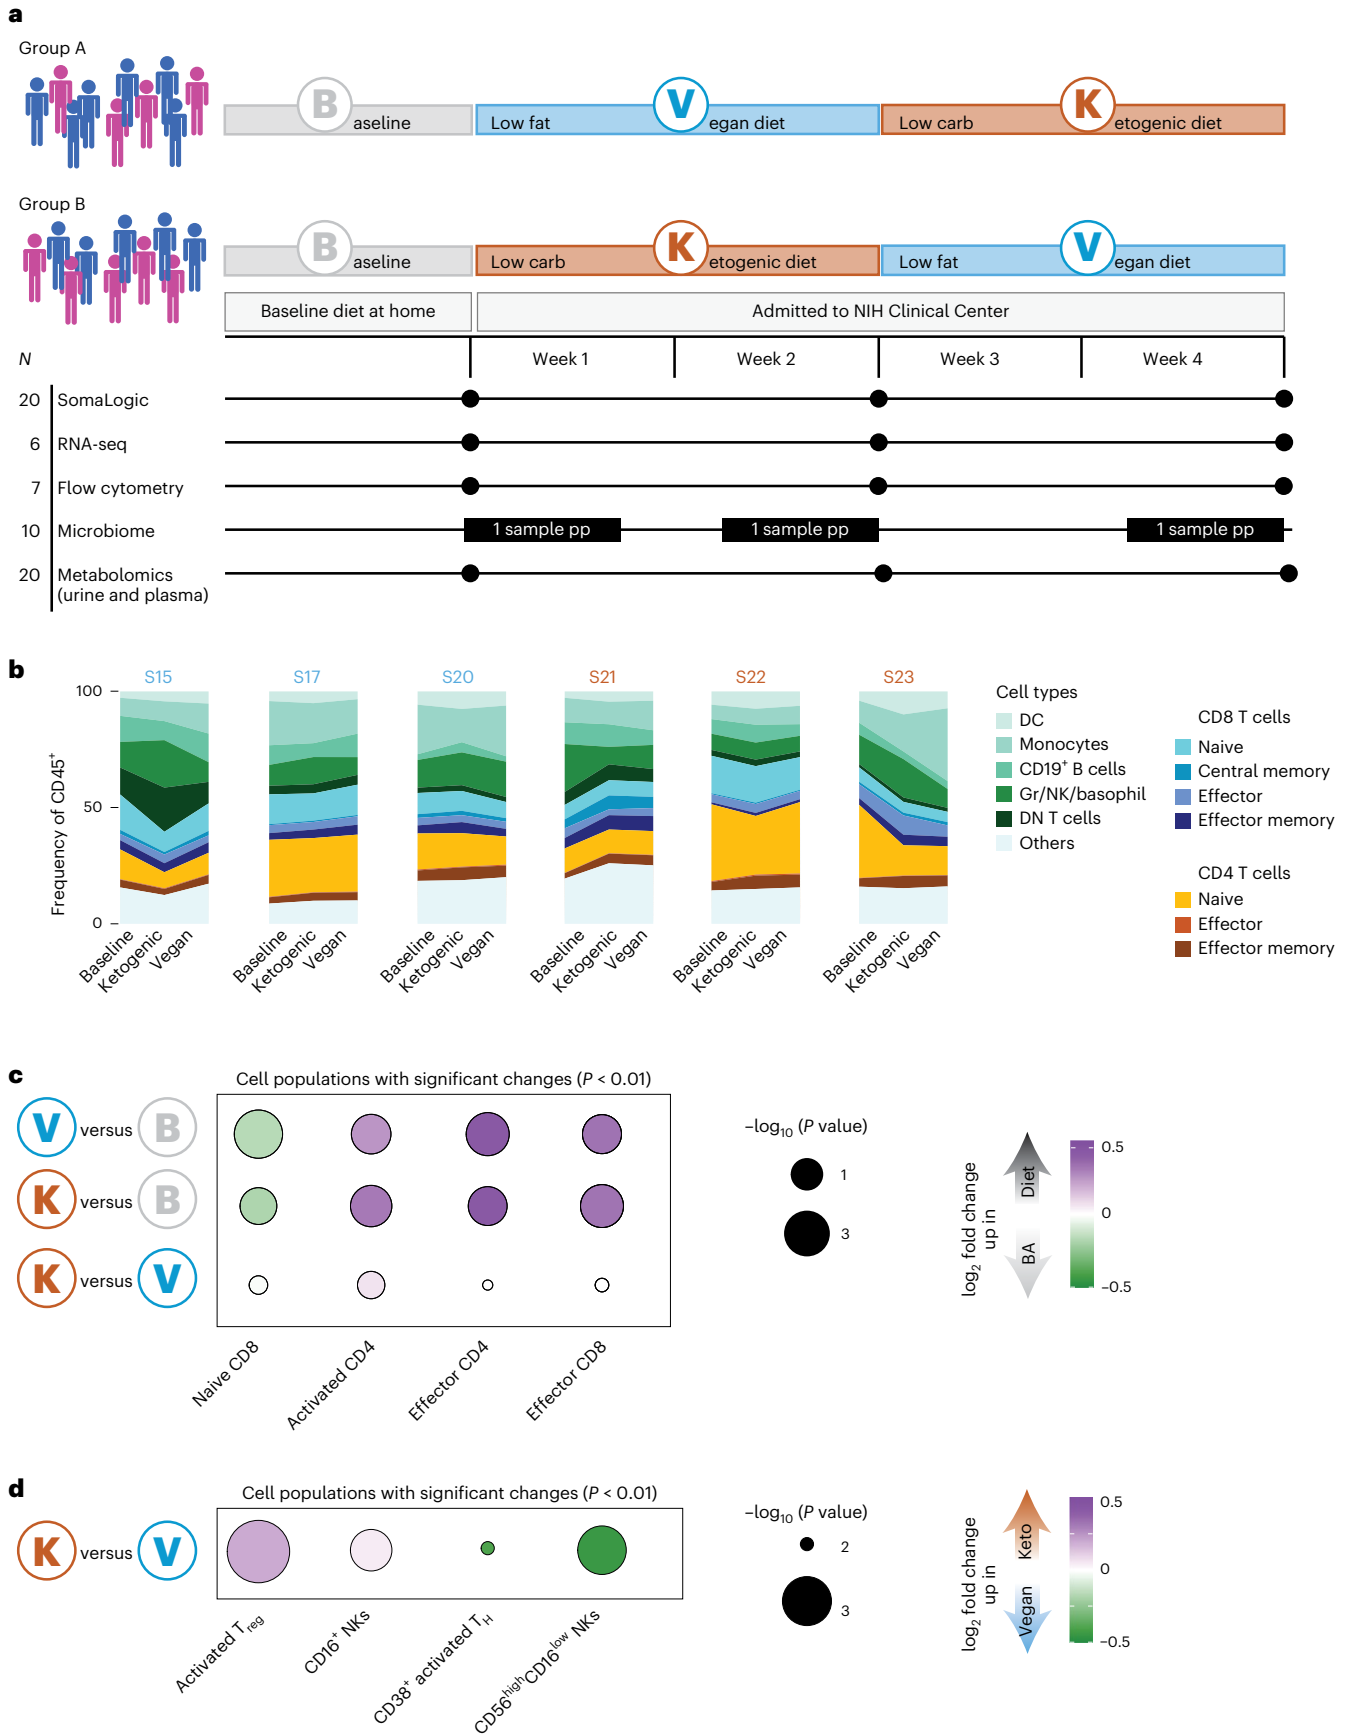 a
Group A
B aseline
Low fat V egan diet
Low carb K etogenic diet
Group B
B aseline
Low carb K etogenic diet
Low fat V egan diet
Baseline diet at home
Admitted to NIH Clinical Center
N
Week 1
Week 2
Week 3
Week 4
20 SomaLogic
6 RNA-seq
7 Flow cytometry
10 Microbiome
1 sample pp
1 sample pp
1 sample pp
20 Metabolomics
(urine and plasma)
b
S15
S17
S20
S21
S22
S23
Frequency of CD45+
100
50
0
Baseline
Ketogenic
Vegan
Baseline
Ketogenic
Vegan
Baseline
Ketogenic
Vegan
Baseline
Ketogenic
Vegan
Baseline
Ketogenic
Vegan
Baseline
Ketogenic
Vegan
Cell types
DC
Monocytes
CD19+ B cells
Gr/NK/basophil
DN T cells
Others
CD8 T cells
Naive
Central memory
Effector
Effector memory
CD4 T cells
Naive
Effector
Effector memory
c
Cell populations with significant changes (P < 0.01)
V versus B
K versus B
K versus V
Naive CD8
Activated CD4
Effector CD4
Effector CD8
–log10 (P value)
1
3
log2 fold change
up in
Diet
BA
0.5
0
–0.5
d
Cell populations with significant changes (P < 0.01)
K versus V
Activated Treg
CD16+ NKs
CD38+ activated TH
CD56highCD16low NKs
–log10 (P value)
2
3
log2 fold change
up in
Keto
Vegan
0.5
0
–0.5